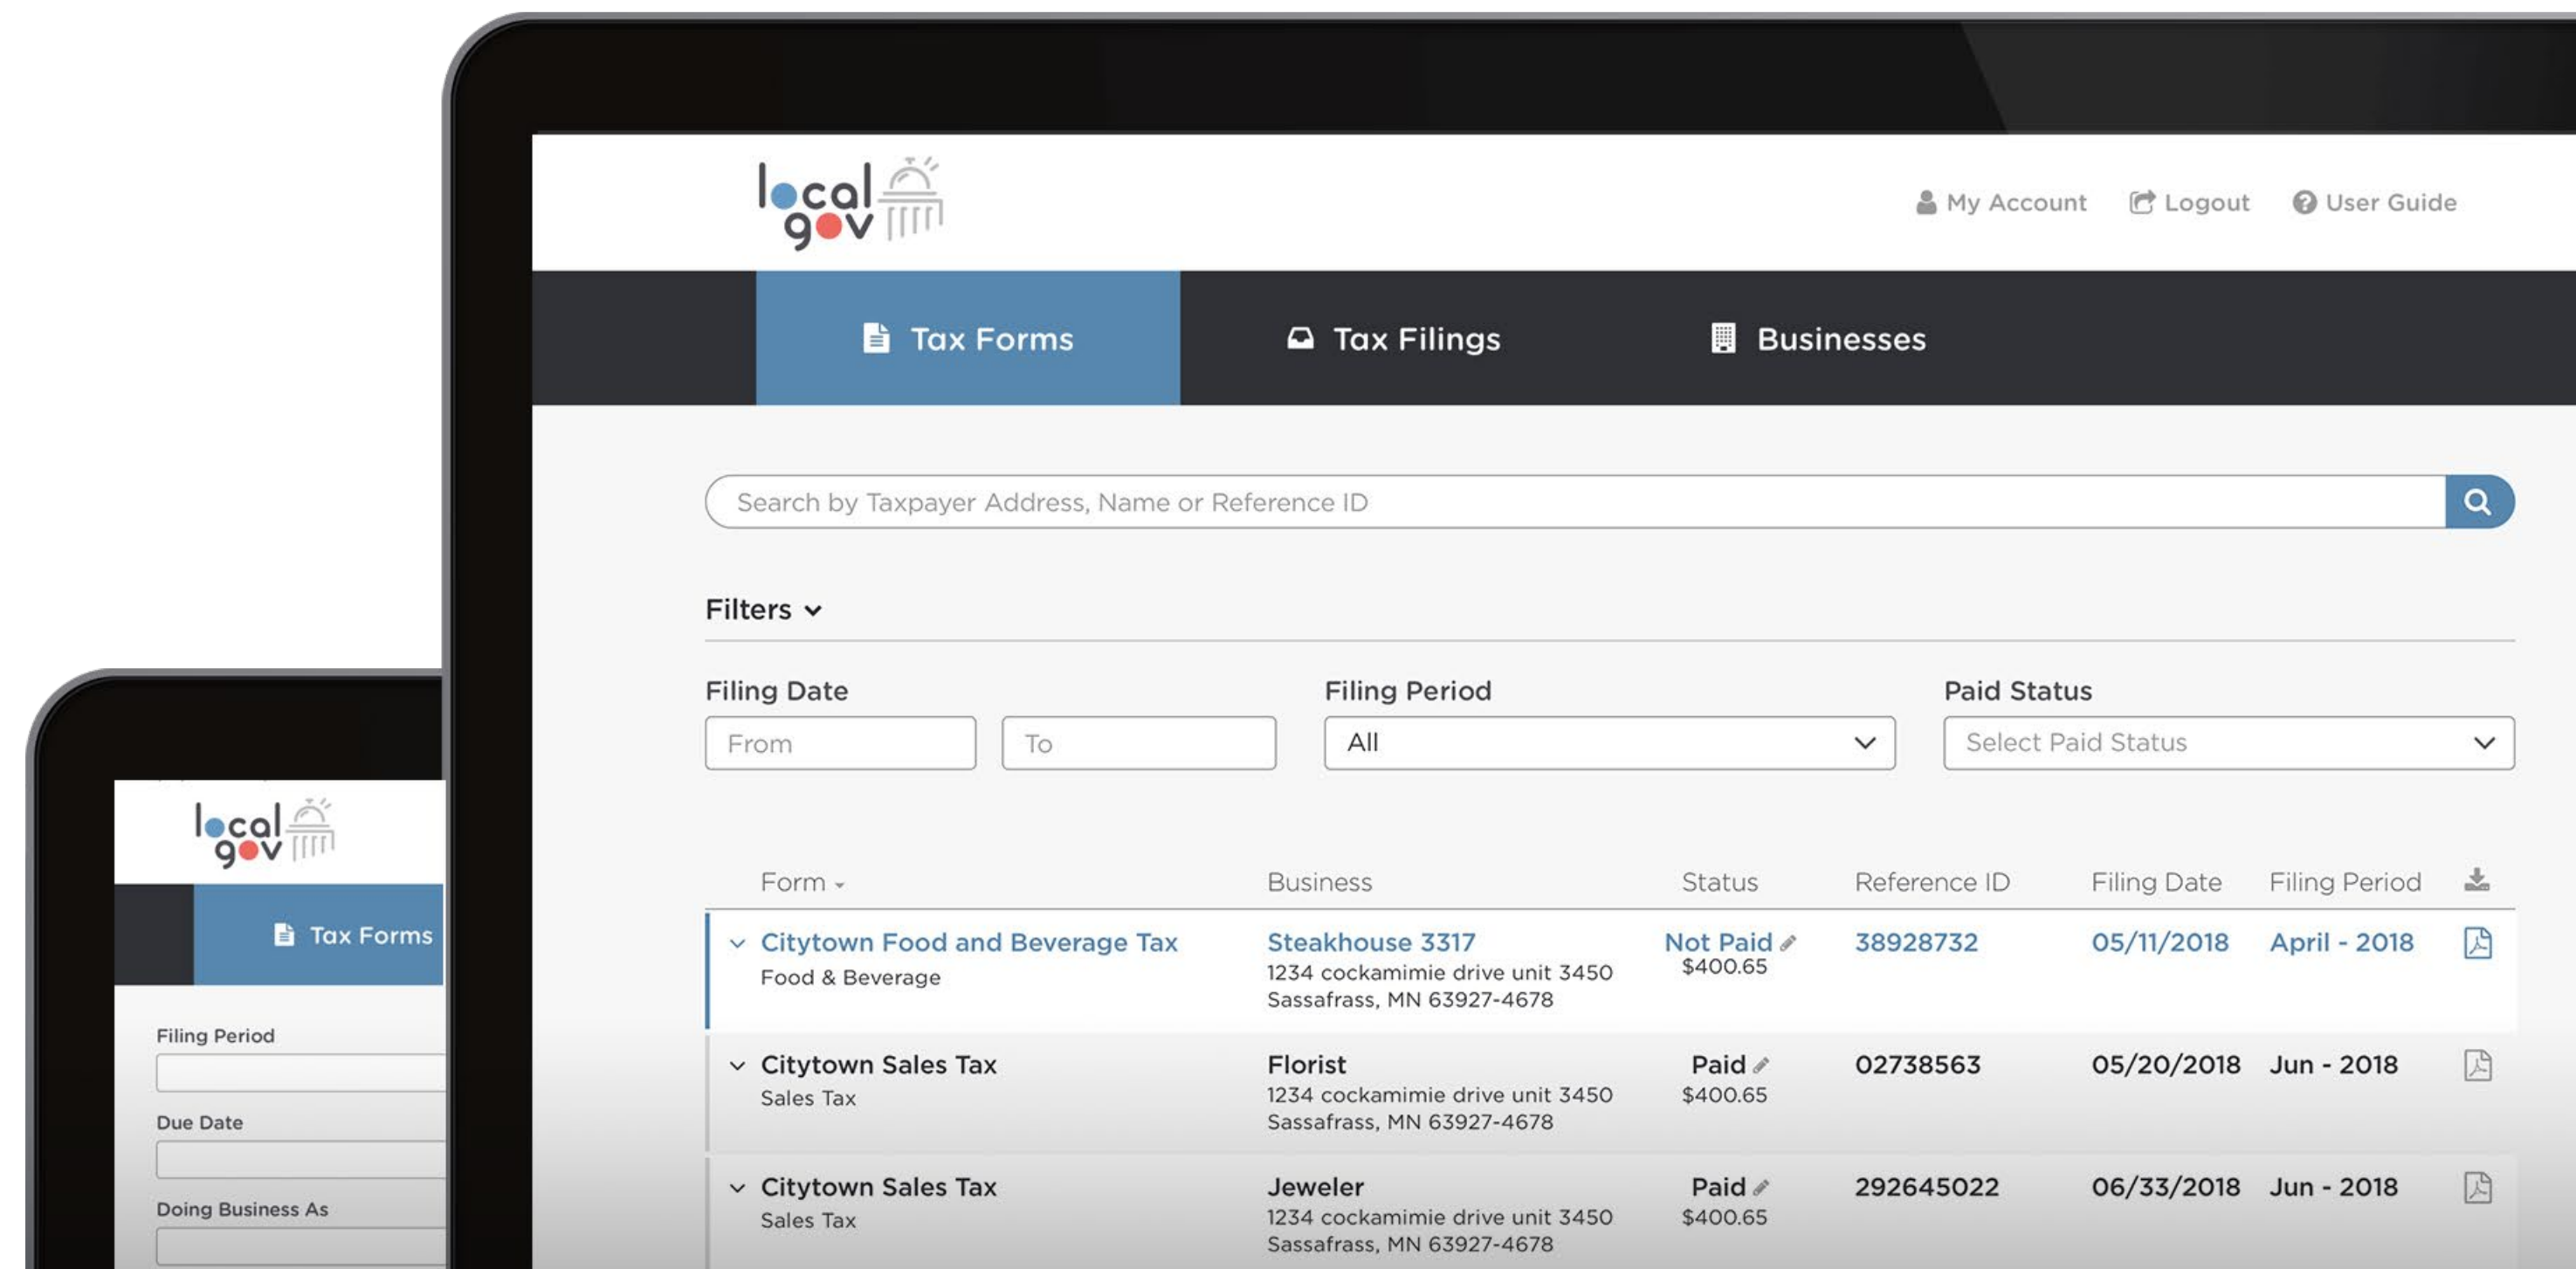 local
gov
My Account Logout User Guide
Tax Forms Tax Filings Businesses
Search by Taxpayer Address, Name or Reference ID
Filters
Filing Date Filing Period Paid Status
From To All Select Paid Status
Form Business Status Reference ID Filing Date Filing Period
Citytown Food and Beverage Tax Steakhouse 3317 Not Paid 38928732 05/11/2018 April - 2018
Food & Beverage 1234 cockamimie drive unit 3450 $400.65
Sassafrass, MN 63927-4678
Citytown Sales Tax Florist Paid 02738563 05/20/2018 Jun - 2018
Sales Tax 1234 cockamimie drive unit 3450 $400.65
Sassafrass, MN 63927-4678
Citytown Sales Tax Jeweler Paid 292645022 06/33/2018 Jun - 2018
Sales Tax 1234 cockamimie drive unit 3450 $400.65
Sassafrass, MN 63927-4678
local
gov
Tax Forms
Filing Period
Due Date
Doing Business As